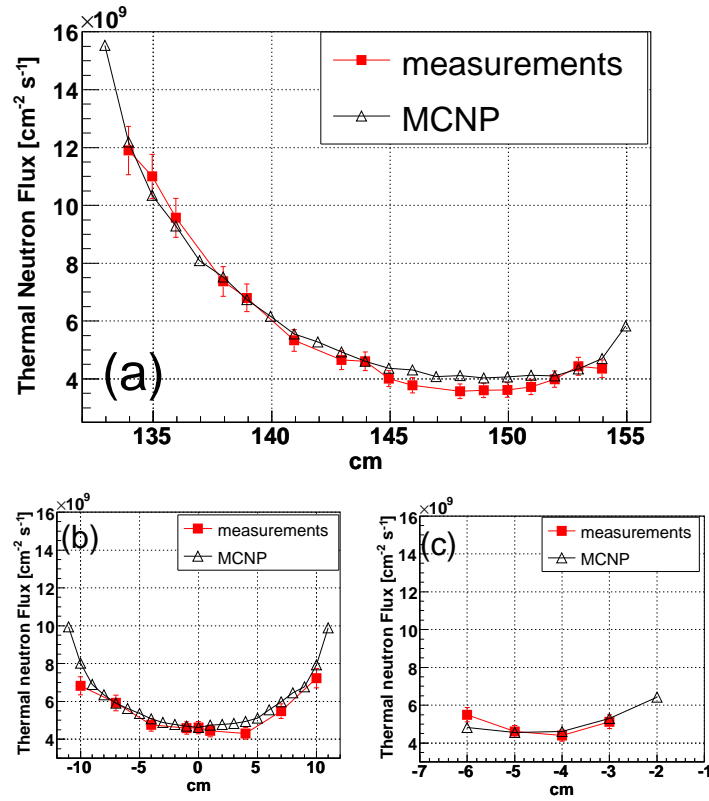 ×10⁹
16
14
12
10
8
6
4
Thermal Neutron Flux [cm⁻² s⁻¹]
measurements
MCNP
(a)
135 140 145 150 155
cm
×10⁹
16
14
12
10
8
6
4
Thermal neutron Flux [cm⁻² s⁻¹]
(b)
measurements
MCNP
-10 -5 0 5 10
cm
×10⁹
16
14
12
10
8
6
4
Thermal neutron Flux [cm⁻² s⁻¹]
(c)
measurements
MCNP
-7 -6 -5 -4 -3 -2 -1
cm